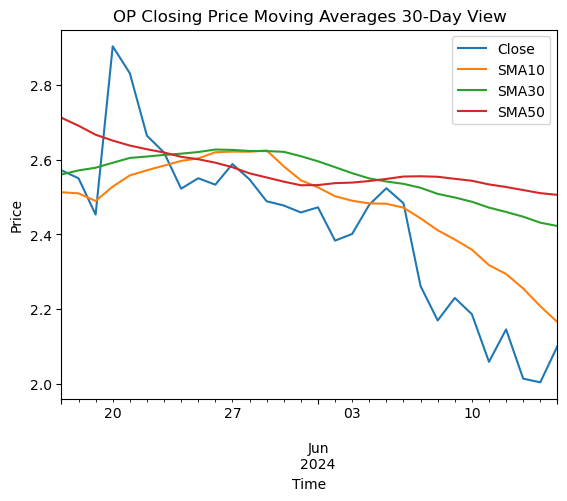 OP Closing Price Moving Averages 30-Day View
Close
SMA10
SMA30
SMA50
2.8
2.6
2.4
2.2
2.0
Price
20
27
03
10
Jun
2024
Time